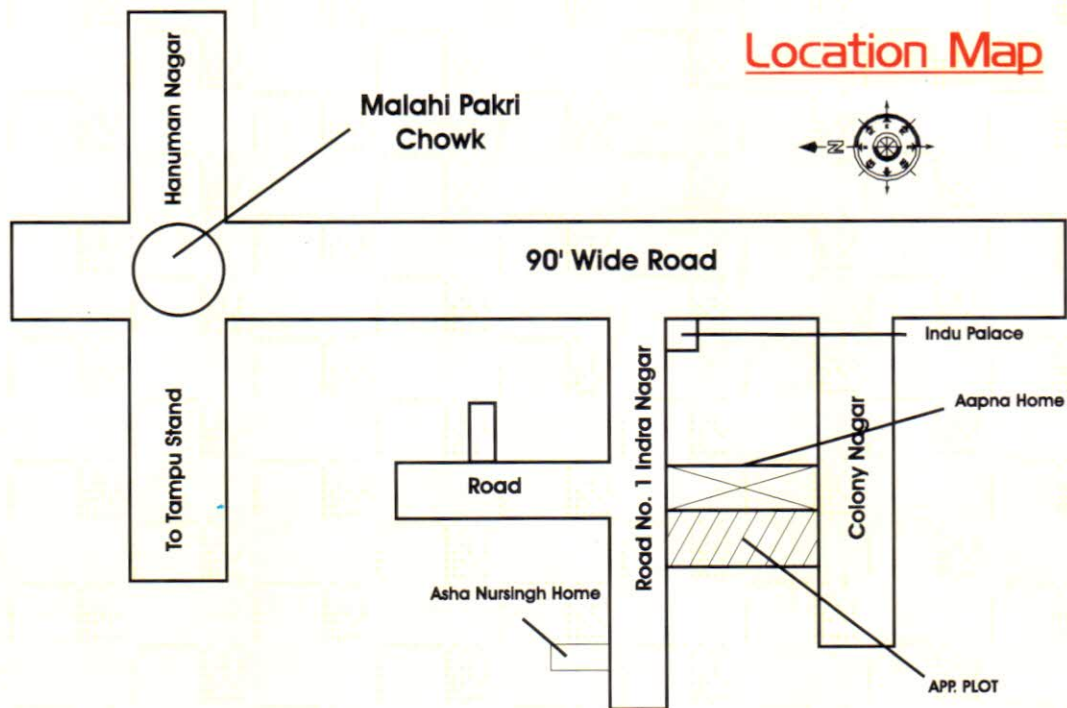 Location Map
Hanuman Nagar
Malahi Pakri
Chowk
N
90' Wide Road
Indu Palace
Aapna Home
To Tampu Stand
Road
Road No. 1 Indra Nagar
Colony Nagar
Asha Nursingh Home
APP. PLOT